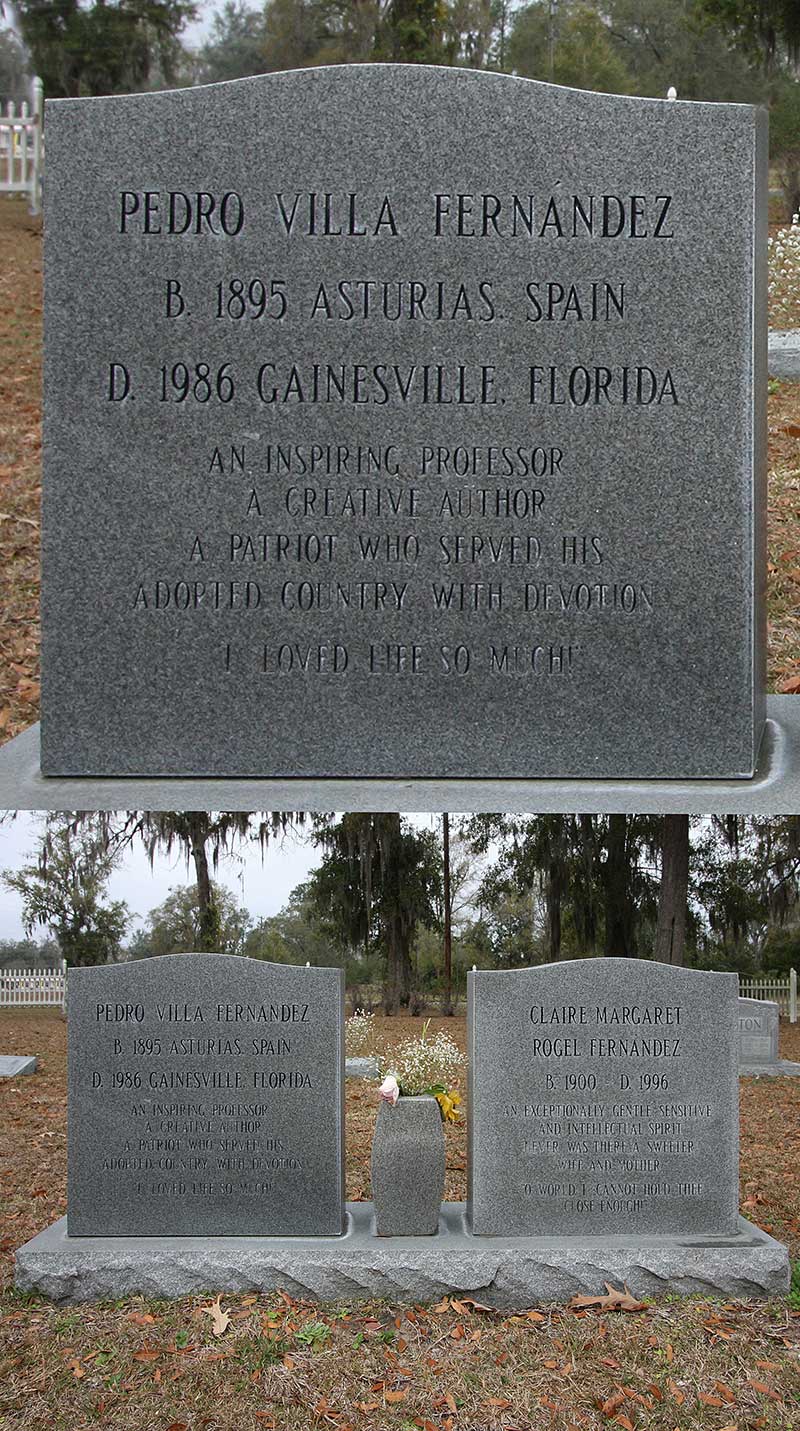 PEDRO VILLA FERNÁNDEZ
B. 1895 ASTURIAS. SPAIN
D. 1986 GAINESVILLE, FLORIDA
AN INSPIRING PROFESSOR
A CREATIVE AUTHOR
A PATRIOT WHO SERVED HIS
ADOPTED COUNTRY WITH DEVOTION
"I LOVED LIFE SO MUCH!"
PEDRO VILLA FERNÁNDEZ
B. 1895 ASTURIAS. SPAIN
D. 1986 GAINESVILLE, FLORIDA
AN INSPIRING PROFESSOR
A CREATIVE AUTHOR
A PATRIOT WHO SERVED HIS
ADOPTED COUNTRY WITH DEVOTION
"I LOVED LIFE SO MUCH!"
CLAIRE MARGARET
ROGEL FERNÁNDEZ
B. 1900 D. 1996
AN EXCEPTIONALLY GENTLE SENSITIVE
AND INTELLECTUAL SPIRIT
NEVER WAS THERE A SWEETER
WIFE AND MOTHER
"O WORLD I CANNOT HOLD THEE
CLOSE ENOUGH!"
TON